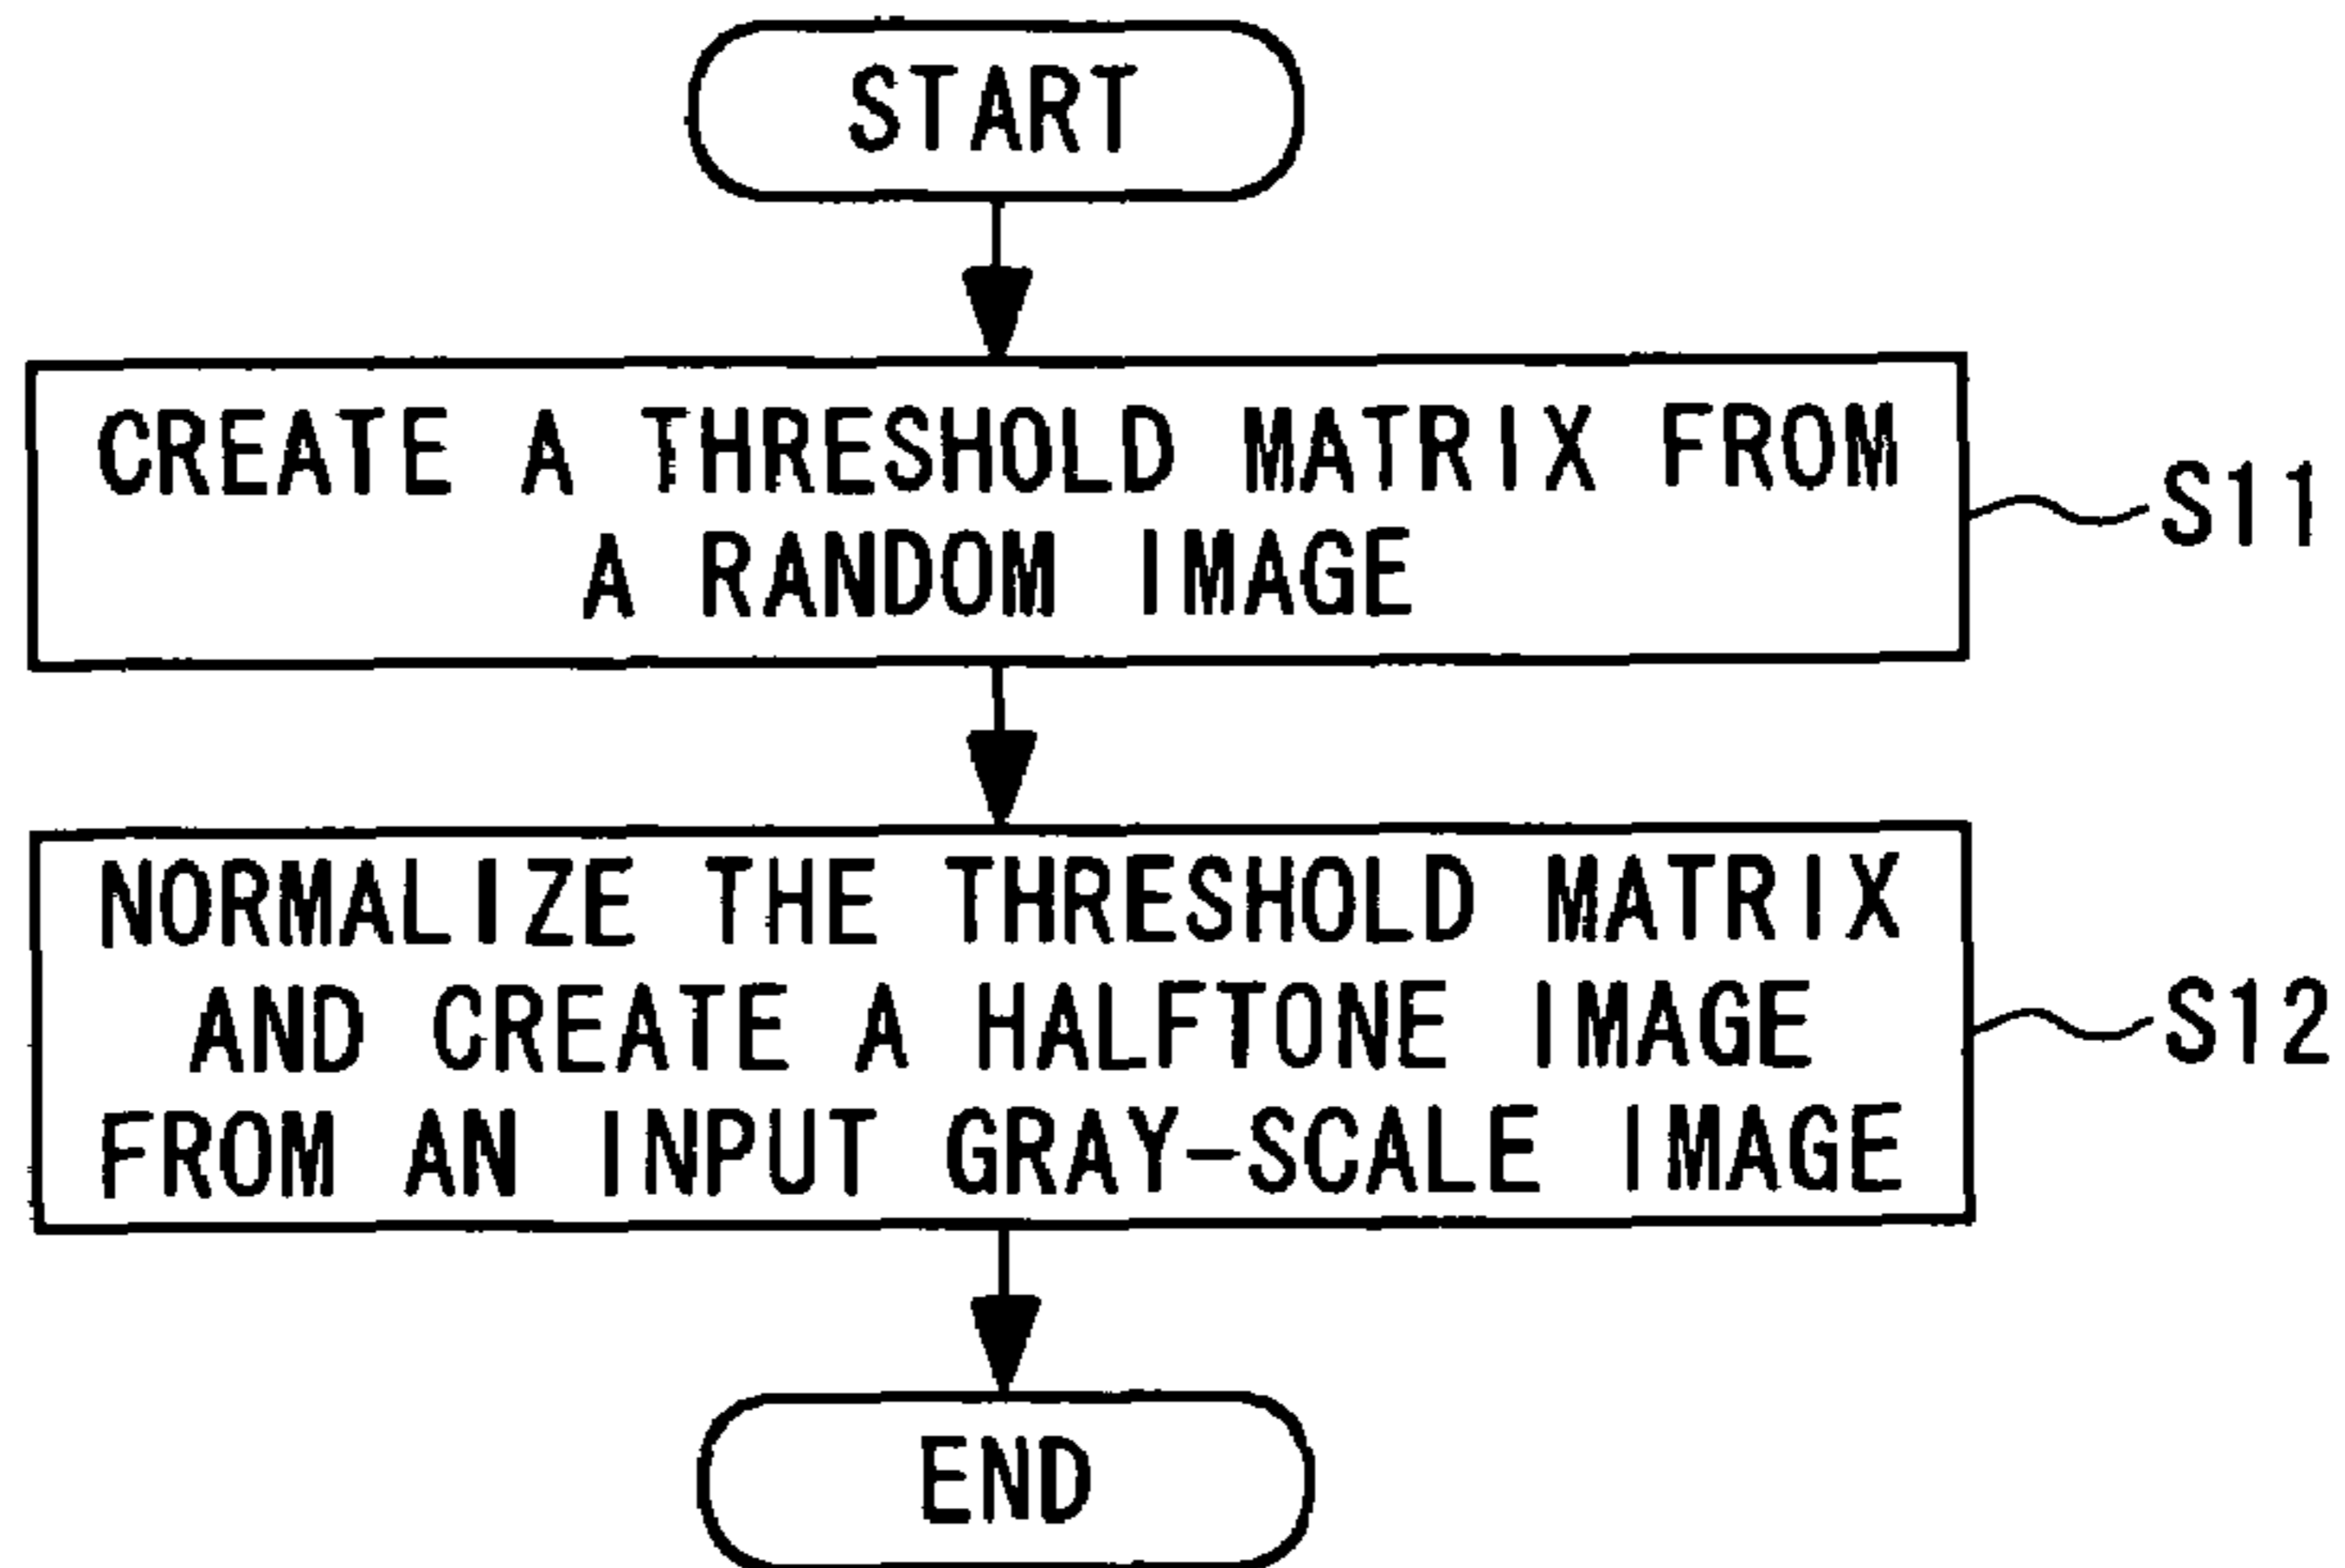 START
CREATE A THRESHOLD MATRIX FROM
A RANDOM IMAGE
S11
NORMALIZE THE THRESHOLD MATRIX
AND CREATE A HALFTONE IMAGE
FROM AN INPUT GRAY-SCALE IMAGE
S12
END